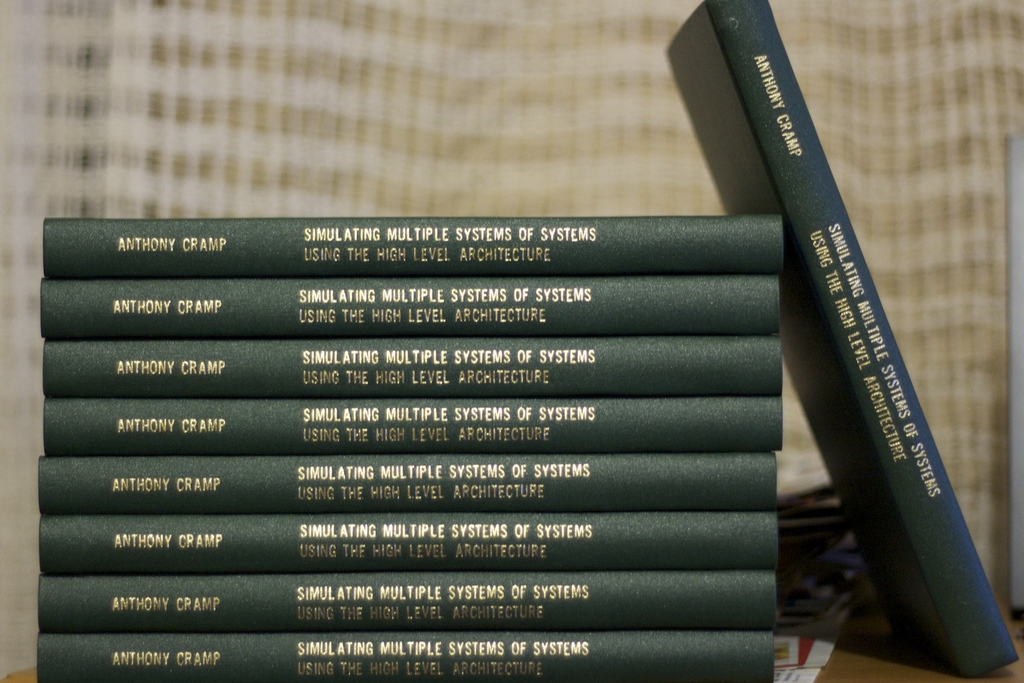 ANTHONY CRAMP
SIMULATING MULTIPLE SYSTEMS OF SYSTEMS
USING THE HIGH LEVEL ARCHITECTURE
ANTHONY CRAMP
SIMULATING MULTIPLE SYSTEMS OF SYSTEMS
USING THE HIGH LEVEL ARCHITECTURE
ANTHONY CRAMP
SIMULATING MULTIPLE SYSTEMS OF SYSTEMS
USING THE HIGH LEVEL ARCHITECTURE
ANTHONY CRAMP
SIMULATING MULTIPLE SYSTEMS OF SYSTEMS
USING THE HIGH LEVEL ARCHITECTURE
ANTHONY CRAMP
SIMULATING MULTIPLE SYSTEMS OF SYSTEMS
USING THE HIGH LEVEL ARCHITECTURE
ANTHONY CRAMP
SIMULATING MULTIPLE SYSTEMS OF SYSTEMS
USING THE HIGH LEVEL ARCHITECTURE
ANTHONY CRAMP
SIMULATING MULTIPLE SYSTEMS OF SYSTEMS
USING THE HIGH LEVEL ARCHITECTURE
ANTHONY CRAMP
SIMULATING MULTIPLE SYSTEMS OF SYSTEMS
USING THE HIGH LEVEL ARCHITECTURE
ANTHONY CRAMP
SIMULATING MULTIPLE SYSTEMS OF SYSTEMS
USING THE HIGH LEVEL ARCHITECTURE